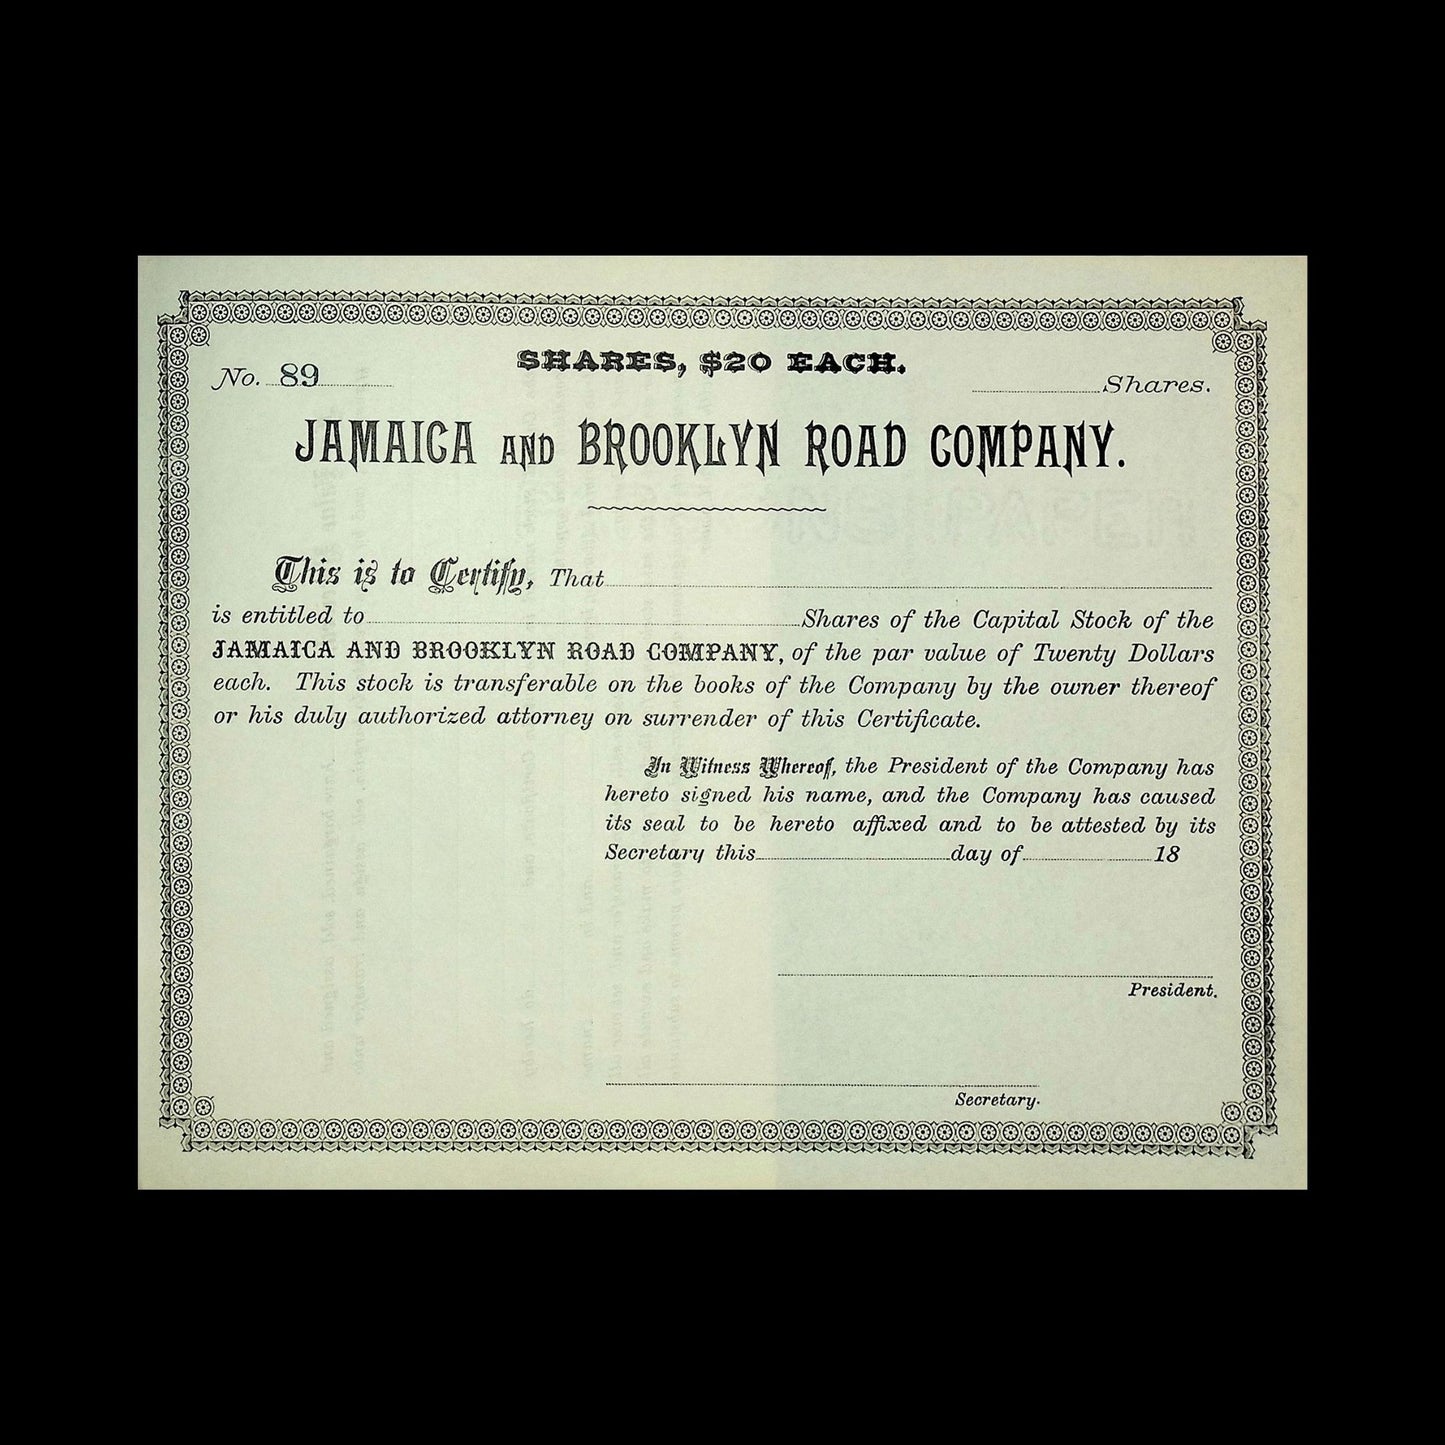 SHARES, $20 EACH.
No. 89
Shares.
JAMAICA AND BROOKLYN ROAD COMPANY.
This is to Certify, That
is entitled to Shares of the Capital Stock of the
JAMAICA AND BROOKLYN ROAD COMPANY, of the par value of Twenty Dollars
each. This stock is transferable on the books of the Company by the owner thereof
or his duly authorized attorney on surrender of this Certificate.
In Witness Whereof, the President of the Company has
hereto signed his name, and the Company has caused
its seal to be hereto affixed and to be attested by its
Secretary this day of 18
President.
Secretary.